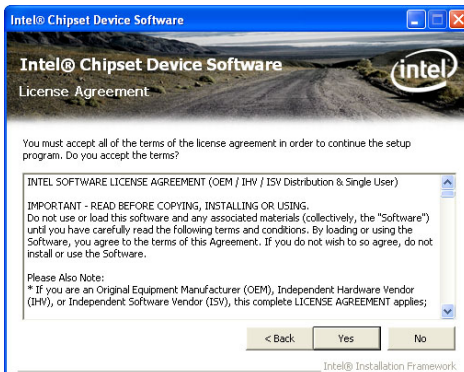 Intel® Chipset Device Software
Intel® Chipset Device Software
intel®
License Agreement
You must accept all of the terms of the license agreement in order to continue the setup
program. Do you accept the terms?
INTEL SOFTWARE LICENSE AGREEMENT (OEM / IHV / ISV Distribution & Single User)
IMPORTANT - READ BEFORE COPYING, INSTALLING OR USING.
Do not use or load this software and any associated materials (collectively, the "Software")
until you have carefully read the following terms and conditions. By loading or using the
Software, you agree to the terms of this Agreement. If you do not wish to so agree, do not
install or use the Software.
Please Also Note:
* If you are an Original Equipment Manufacturer (OEM), Independent Hardware Vendor
(IHV), or Independent Software Vendor (ISV), this complete LICENSE AGREEMENT applies;
< Back Yes No
Intel® Installation Framework